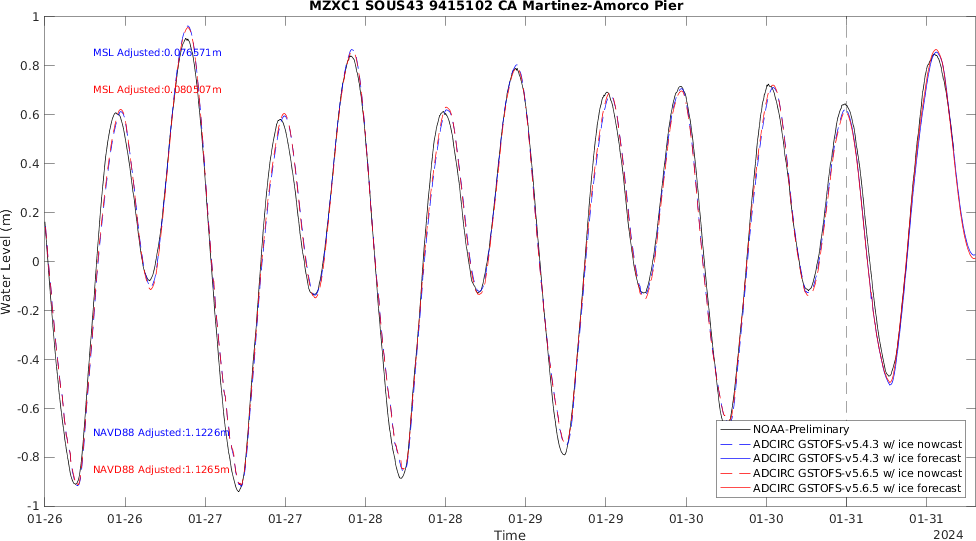 MZXC1 SOUS43 9415102 CA Martinez-Amorco Pier
1
0.8
0.6
0.4
0.2
0
-0.2
-0.4
-0.6
-0.8
-1
Water Level (m)
MSL Adjusted:0.076571m
MSL Adjusted:0.080507m
NAVD88 Adjusted:1.1226m
NAVD88 Adjusted:1.1265m
NOAA-Preliminary
ADCIRC GSTOFS-v5.4.3 w/ ice nowcast
ADCIRC GSTOFS-v5.4.3 w/ ice forecast
ADCIRC GSTOFS-v5.6.5 w/ ice nowcast
ADCIRC GSTOFS-v5.6.5 w/ ice forecast
01-26 01-26 01-27 01-27 01-28 01-28 01-29 01-29 01-30 01-30 01-31 01-31
2024
Time